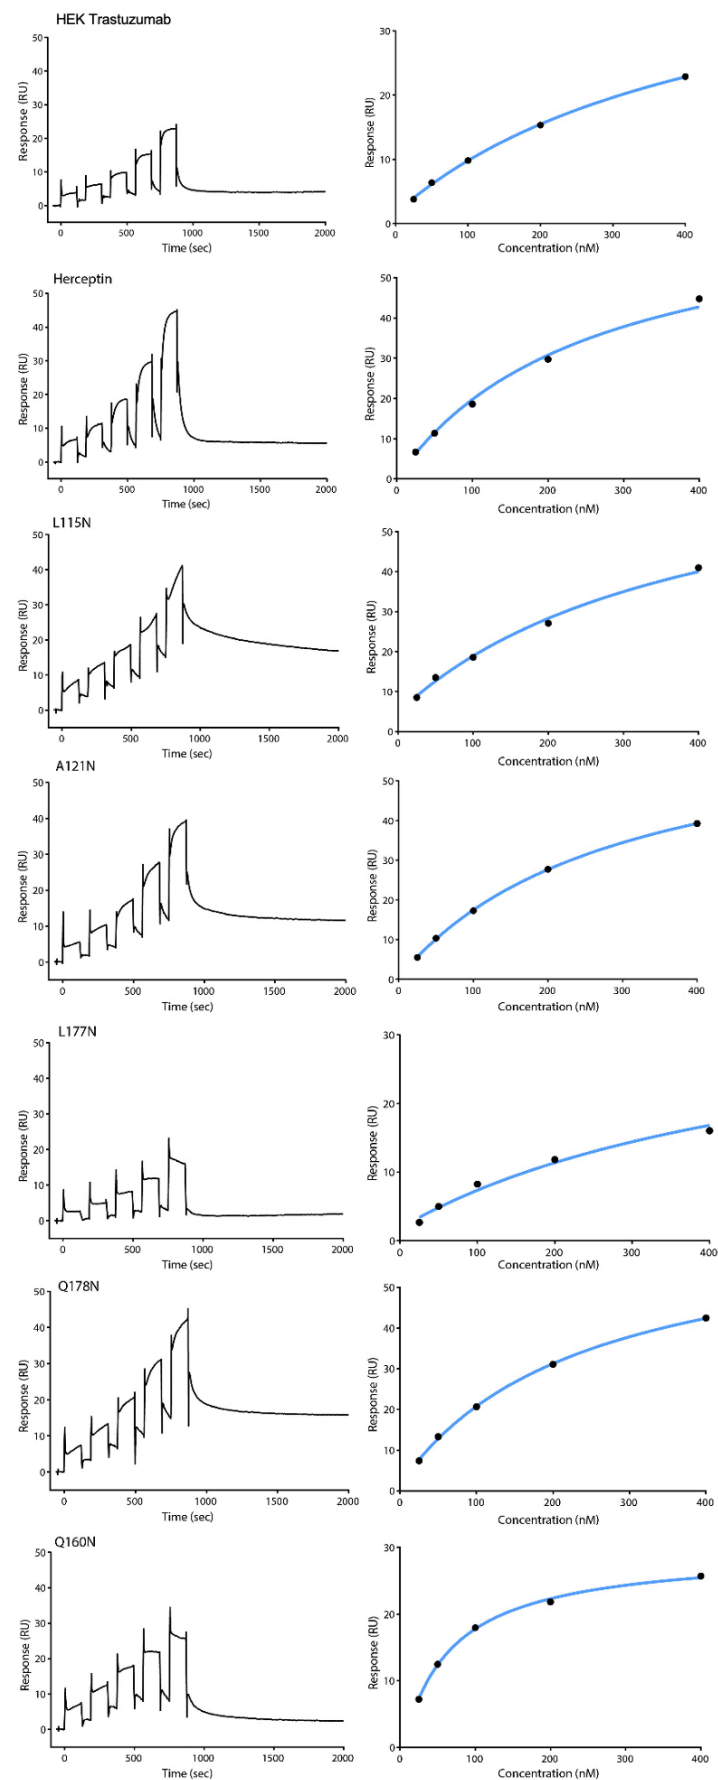 HEK Trastuzumab
50
40
30
20
10
0
Response (RU)
0 500 1000 1500 2000
Time (sec)
30
20
10
0
Response (RU)
0 100 200 300 400
Concentration (nM)
Herceptin
50
40
30
20
10
0
Response (RU)
0 500 1000 1500 2000
Time (sec)
50
40
30
20
10
0
Response (RU)
0 100 200 300 400
Concentration (nM)
L115N
50
40
30
20
10
0
Response (RU)
0 500 1000 1500 2000
Time (sec)
50
40
30
20
10
0
Response (RU)
0 100 200 300 400
Concentration (nM)
A121N
50
40
30
20
10
0
Response (RU)
0 500 1000 1500 2000
Time (sec)
50
40
30
20
10
0
Response (RU)
0 100 200 300 400
Concentration (nM)
L177N
50
40
30
20
10
0
Response (RU)
0 500 1000 1500 2000
Time (sec)
30
20
10
0
Response (RU)
0 100 200 300 400
Concentration (nM)
Q178N
50
40
30
20
10
0
Response (RU)
0 500 1000 1500 2000
Time (sec)
50
40
30
20
10
0
Response (RU)
0 100 200 300 400
Concentration (nM)
Q160N
50
40
30
20
10
0
Response (RU)
0 500 1000 1500 2000
Time (sec)
30
20
10
0
Response (RU)
0 100 200 300 400
Concentration (nM)